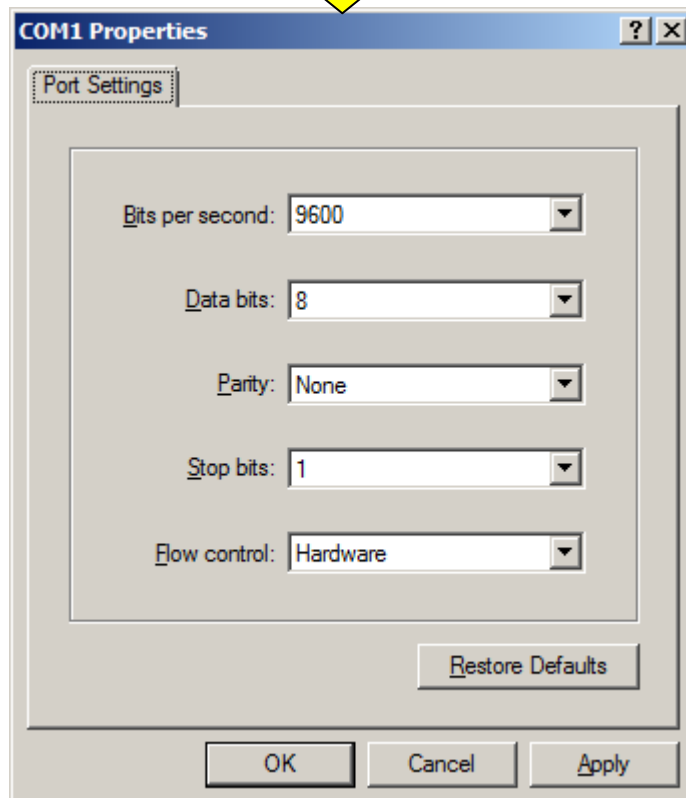 COM1 Properties
Port Settings
Bits per second: 9600
Data bits: 8
Parity: None
Stop bits: 1
Flow control: Hardware
Restore Defaults
OK Cancel Apply